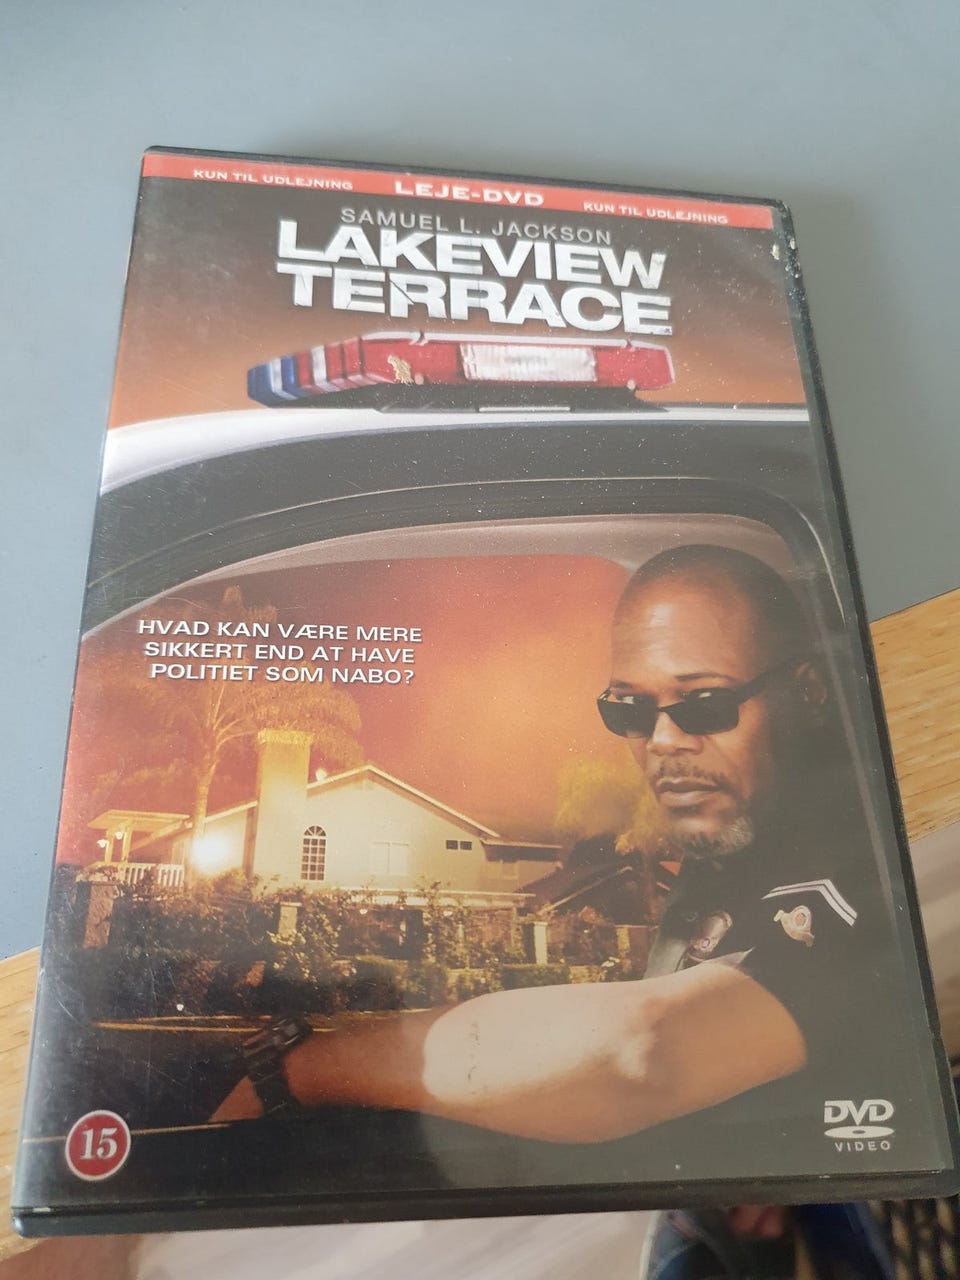 KUN TIL UDLEJNING LEJE-DVD KUN TIL UDLEJNING
SAMUEL L. JACKSON
LAKEVIEW
TERRACE
HVAD KAN VÆRE MERE
SIKKERT END AT HAVE
POLITIET SOM NABO?
15
DVD
VIDEO